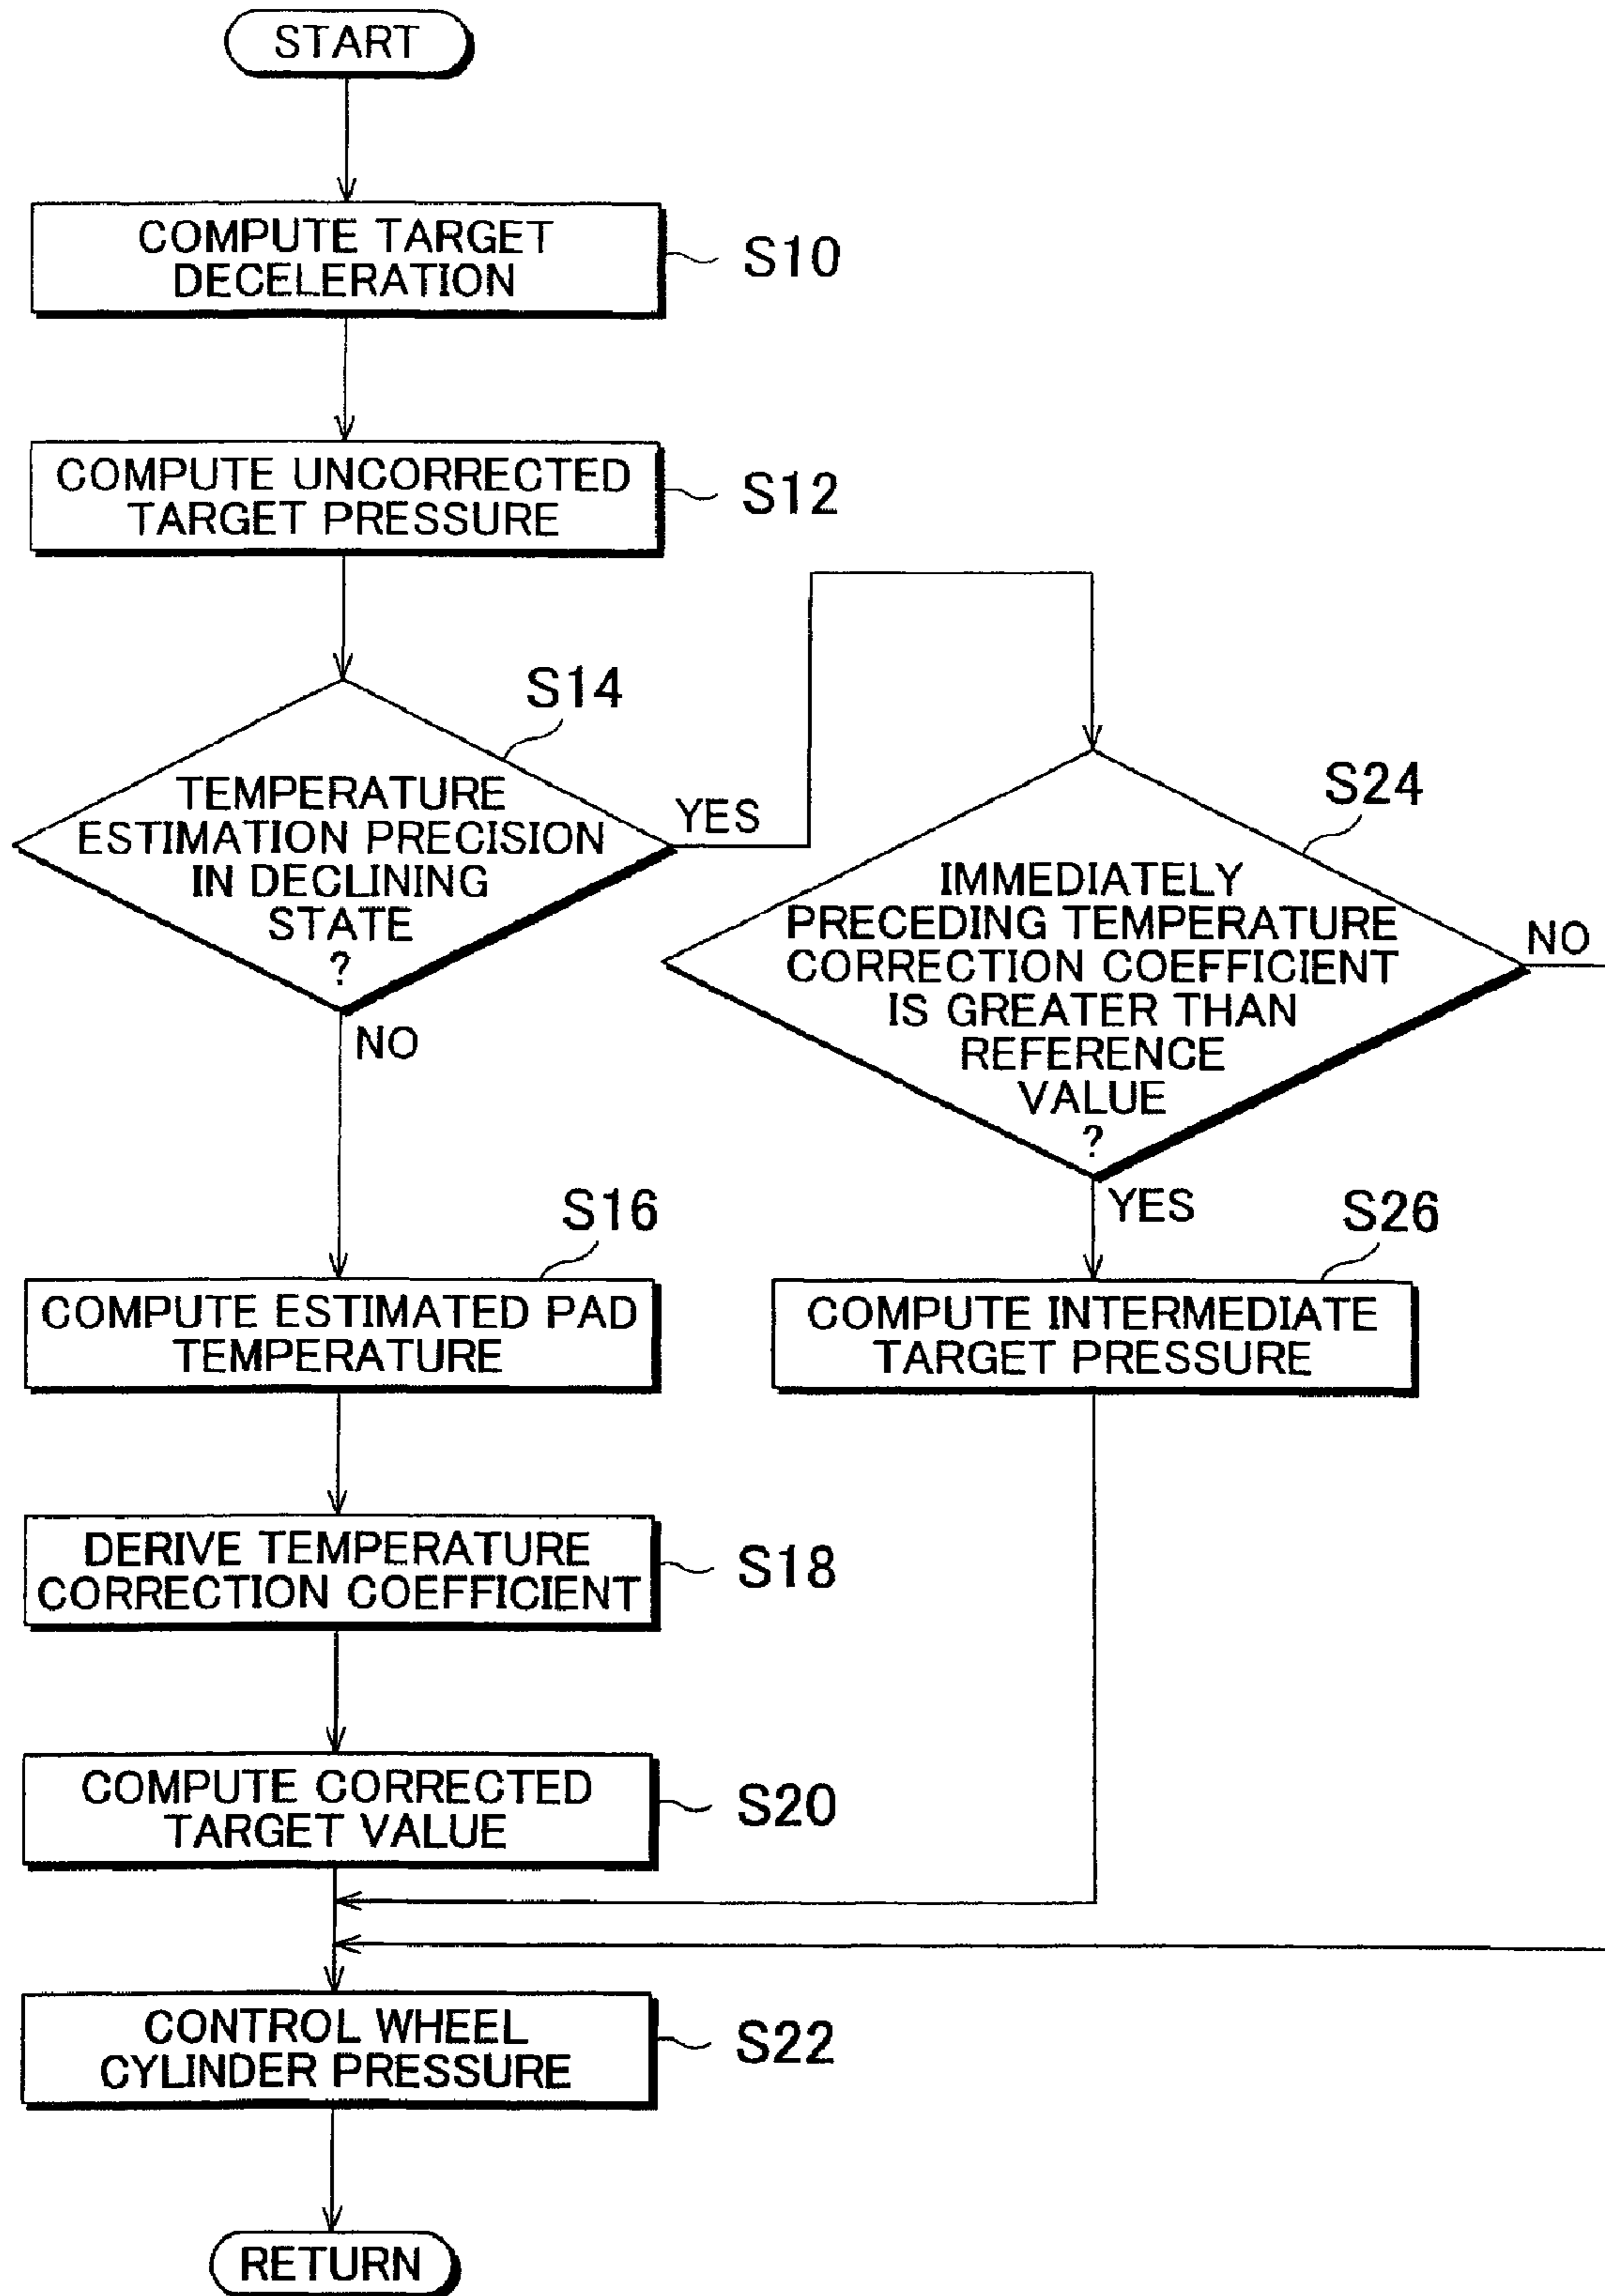 START
COMPUTE TARGET
DECELERATION
S10
COMPUTE UNCORRECTED
TARGET PRESSURE
S12
S14
TEMPERATURE
ESTIMATION PRECISION
IN DECLINING
STATE
?
YES
NO
S24
IMMEDIATELY
PRECEDING TEMPERATURE
CORRECTION COEFFICIENT
IS GREATER THAN
REFERENCE
VALUE
?
NO
YES
S16
COMPUTE ESTIMATED PAD
TEMPERATURE
S26
COMPUTE INTERMEDIATE
TARGET PRESSURE
DERIVE TEMPERATURE
CORRECTION COEFFICIENT
S18
COMPUTE CORRECTED
TARGET VALUE
S20
CONTROL WHEEL
CYLINDER PRESSURE
S22
RETURN